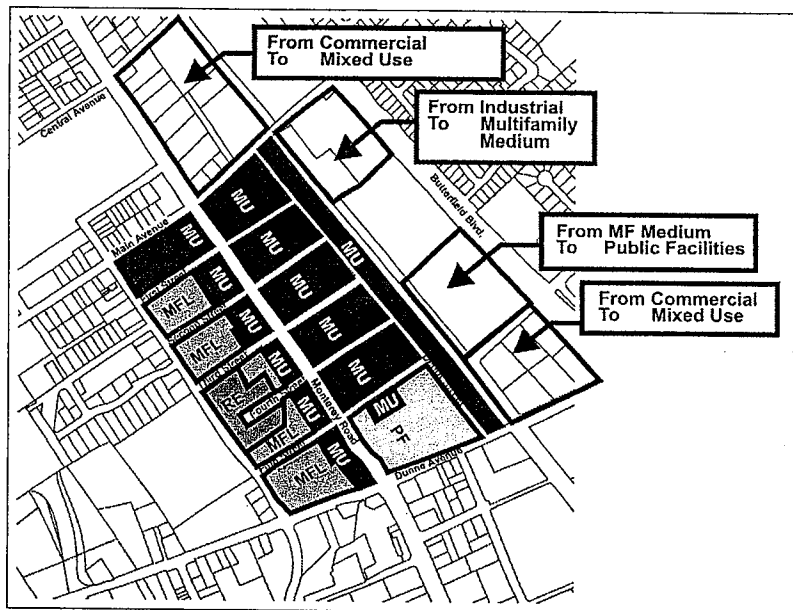 From Commercial
To Mixed Use
Central Avenue
From Industrial
To Multifamily
Medium
Butterfield Blvd.
From MF Medium
To Public Facilities
From Commercial
To Mixed Use
Main Avenue
MU
MU
MU
MU
MU
First Street
MFL
MU
MU
Second Street
MFL
MU
MU
Third Street
MU
MU
Fourth Street
MFL
MU
Monterey Road
MU
PF
Fifth Street
MU
MFL
Dunne Avenue